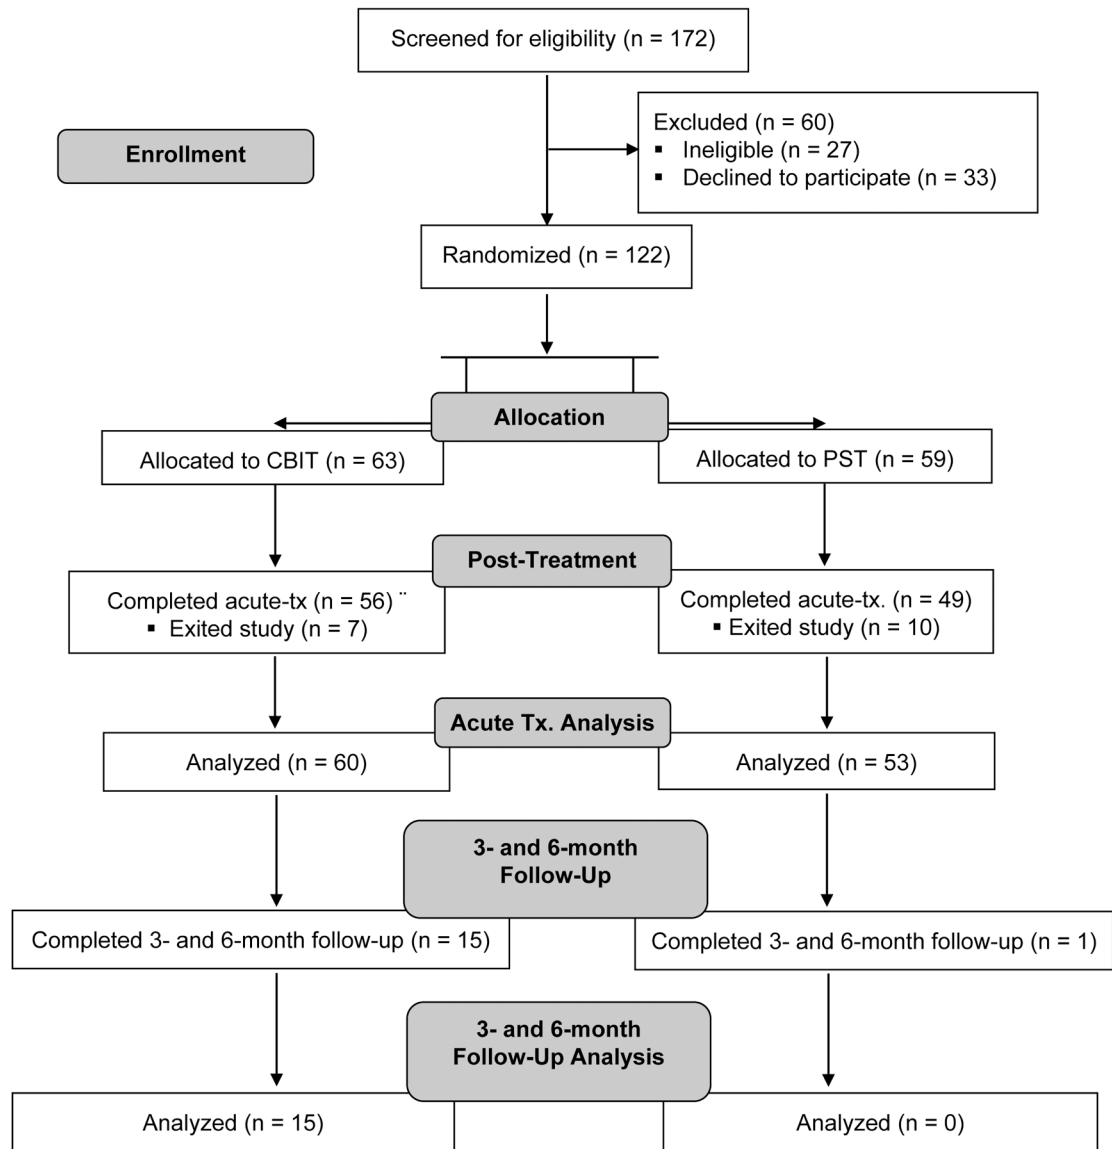 Screened for eligibility (n = 172)
Enrollment
Excluded (n = 60)
▪ Ineligible (n = 27)
▪ Declined to participate (n = 33)
Randomized (n = 122)
Allocation
Allocated to CBIT (n = 63)
Allocated to PST (n = 59)
Post-Treatment
Completed acute-tx (n = 56) ¨
▪ Exited study (n = 7)
Completed acute-tx. (n = 49)
▪ Exited study (n = 10)
Acute Tx. Analysis
Analyzed (n = 60)
Analyzed (n = 53)
3- and 6-month
Follow-Up
Completed 3- and 6-month follow-up (n = 15)
Completed 3- and 6-month follow-up (n = 1)
3- and 6-month
Follow-Up Analysis
Analyzed (n = 15)
Analyzed (n = 0)